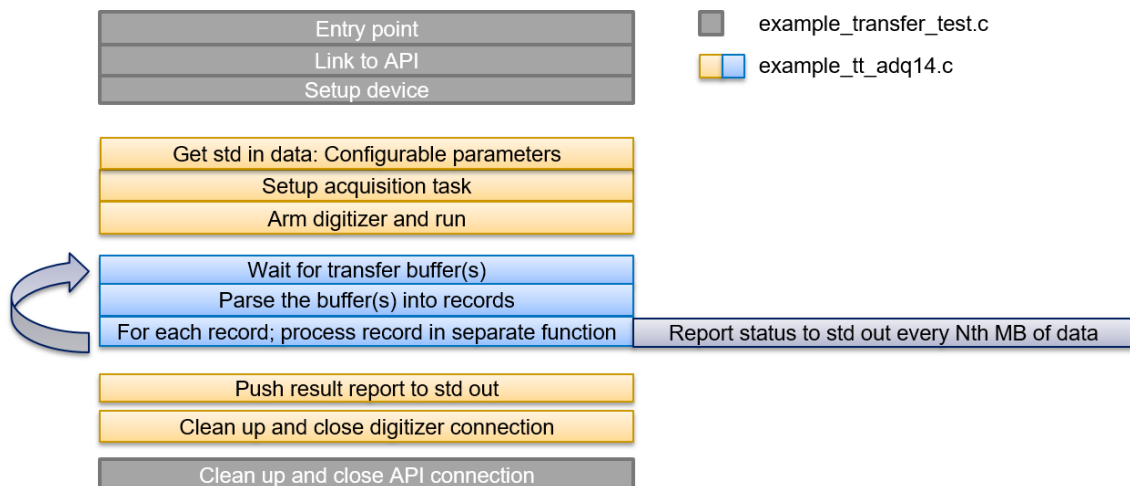 Entry point
Link to API
Setup device
example_transfer_test.c
example_tt_adq14.c
Get std in data: Configurable parameters
Setup acquisition task
Arm digitizer and run
Wait for transfer buffer(s)
Parse the buffer(s) into records
For each record; process record in separate function
Report status to std out every Nth MB of data
Push result report to std out
Clean up and close digitizer connection
Clean up and close API connection